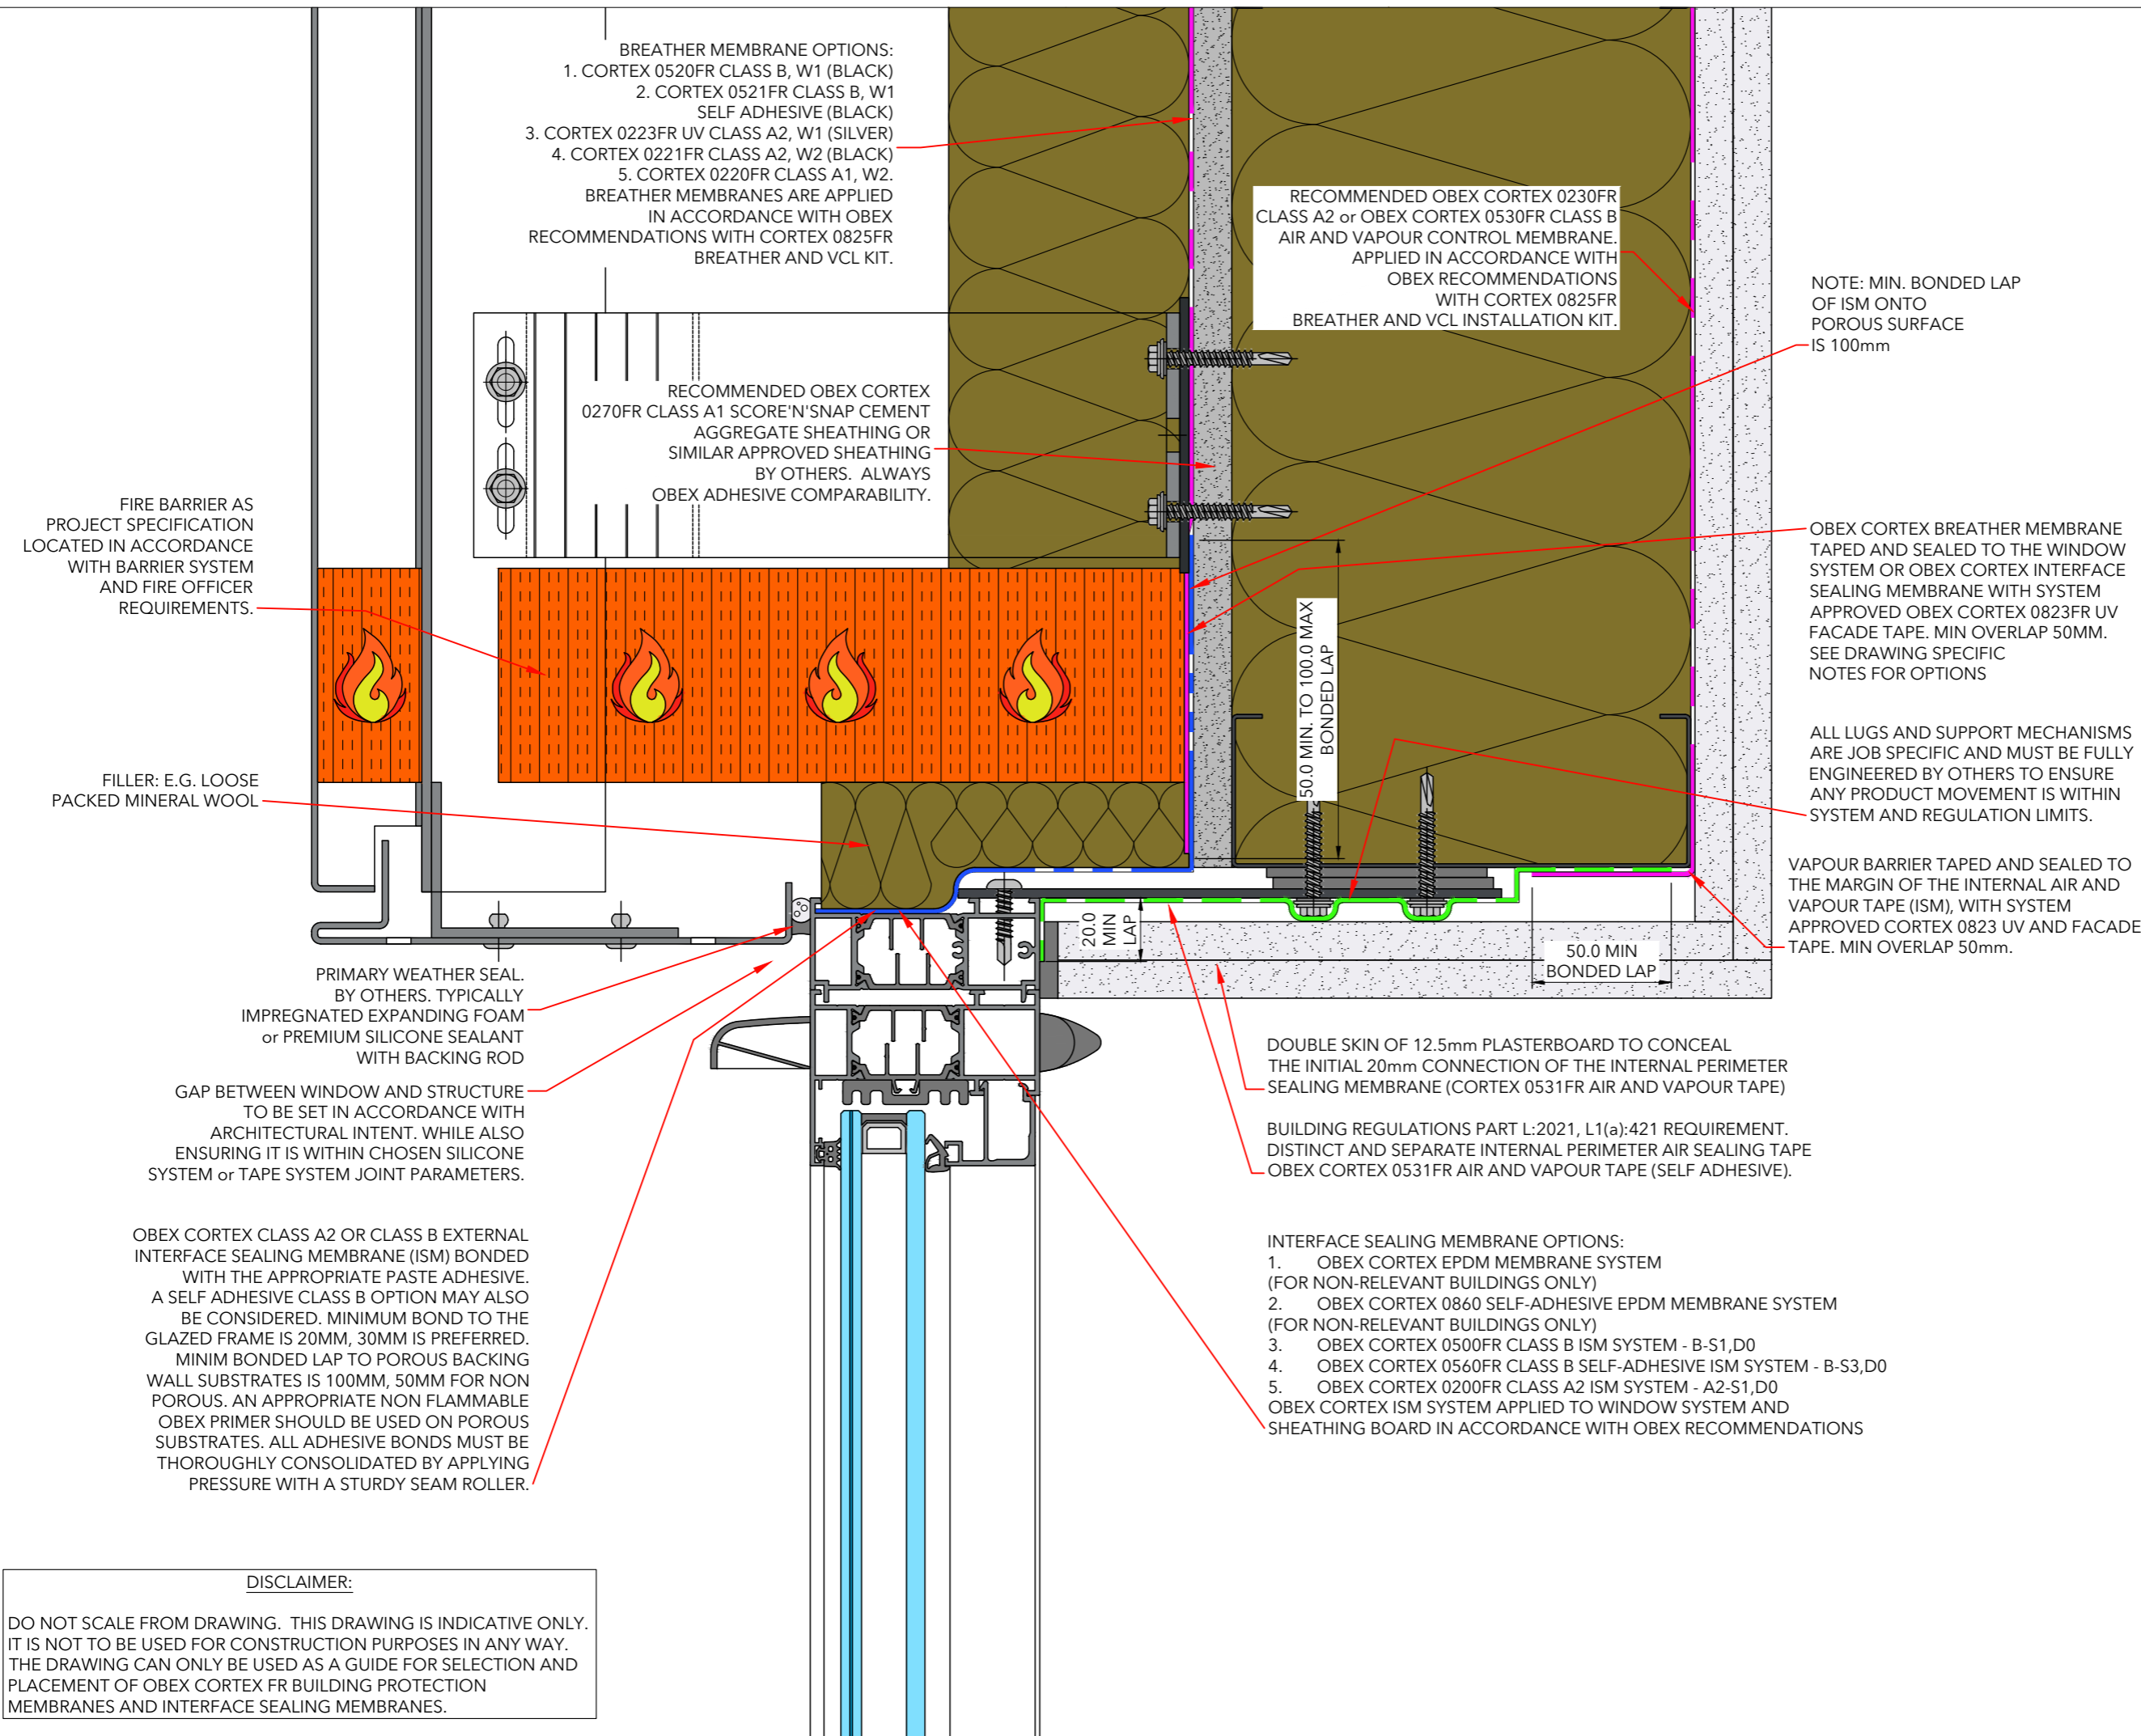 BREATHER MEMBRANE OPTIONS:
1. CORTEX 0520FR CLASS B, W1 (BLACK)
2. CORTEX 0521FR CLASS B, W1
SELF ADHESIVE (BLACK)
3. CORTEX 0223FR UV CLASS A2, W1 (SILVER)
4. CORTEX 0221FR CLASS A2, W2 (BLACK)
5. CORTEX 0220FR CLASS A1, W2.
BREATHER MEMBRANES ARE APPLIED
IN ACCORDANCE WITH OBEX
RECOMMENDATIONS WITH CORTEX 0825FR
BREATHER AND VCL KIT.
RECOMMENDED OBEX CORTEX 0230FR
CLASS A2 or OBEX CORTEX 0530FR CLASS B
AIR AND VAPOUR CONTROL MEMBRANE.
APPLIED IN ACCORDANCE WITH
OBEX RECOMMENDATIONS
WITH CORTEX 0825FR
BREATHER AND VCL INSTALLATION KIT.
NOTE: MIN. BONDED LAP
OF ISM ONTO
POROUS SURFACE
IS 100mm
RECOMMENDED OBEX CORTEX
0270FR CLASS A1 SCORE'N'SNAP CEMENT
AGGREGATE SHEATHING OR
SIMILAR APPROVED SHEATHING
BY OTHERS. ALWAYS
OBEX ADHESIVE COMPARABILITY.
FIRE BARRIER AS
PROJECT SPECIFICATION
LOCATED IN ACCORDANCE
WITH BARRIER SYSTEM
AND FIRE OFFICER
REQUIREMENTS.
OBEX CORTEX BREATHER MEMBRANE
TAPED AND SEALED TO THE WINDOW
SYSTEM OR OBEX CORTEX INTERFACE
SEALING MEMBRANE WITH SYSTEM
APPROVED OBEX CORTEX 0823FR UV
FACADE TAPE. MIN OVERLAP 50MM.
SEE DRAWING SPECIFIC
NOTES FOR OPTIONS
50.0 MIN. TO 100.0 MAX
BONDED LAP
ALL LUGS AND SUPPORT MECHANISMS
ARE JOB SPECIFIC AND MUST BE FULLY
ENGINEERED BY OTHERS TO ENSURE
ANY PRODUCT MOVEMENT IS WITHIN
SYSTEM AND REGULATION LIMITS.
FILLER: E.G. LOOSE
PACKED MINERAL WOOL
VAPOUR BARRIER TAPED AND SEALED TO
THE MARGIN OF THE INTERNAL AIR AND
VAPOUR TAPE (ISM), WITH SYSTEM
APPROVED CORTEX 0823 UV AND FACADE
TAPE. MIN OVERLAP 50mm.
20.0
MIN
LAP
50.0 MIN
BONDED LAP
PRIMARY WEATHER SEAL.
BY OTHERS. TYPICALLY
IMPREGNATED EXPANDING FOAM
or PREMIUM SILICONE SEALANT
WITH BACKING ROD
GAP BETWEEN WINDOW AND STRUCTURE
TO BE SET IN ACCORDANCE WITH
ARCHITECTURAL INTENT. WHILE ALSO
ENSURING IT IS WITHIN CHOSEN SILICONE
SYSTEM or TAPE SYSTEM JOINT PARAMETERS.
DOUBLE SKIN OF 12.5mm PLASTERBOARD TO CONCEAL
THE INITIAL 20mm CONNECTION OF THE INTERNAL PERIMETER
SEALING MEMBRANE (CORTEX 0531FR AIR AND VAPOUR TAPE)
BUILDING REGULATIONS PART L:2021, L1(a):421 REQUIREMENT.
DISTINCT AND SEPARATE INTERNAL PERIMETER AIR SEALING TAPE
OBEX CORTEX 0531FR AIR AND VAPOUR TAPE (SELF ADHESIVE).
OBEX CORTEX CLASS A2 OR CLASS B EXTERNAL
INTERFACE SEALING MEMBRANE (ISM) BONDED
WITH THE APPROPRIATE PASTE ADHESIVE.
A SELF ADHESIVE CLASS B OPTION MAY ALSO
BE CONSIDERED. MINIMUM BOND TO THE
GLAZED FRAME IS 20MM, 30MM IS PREFERRED.
MINIM BONDED LAP TO POROUS BACKING
WALL SUBSTRATES IS 100MM, 50MM FOR NON
POROUS. AN APPROPRIATE NON FLAMMABLE
OBEX PRIMER SHOULD BE USED ON POROUS
SUBSTRATES. ALL ADHESIVE BONDS MUST BE
THOROUGHLY CONSOLIDATED BY APPLYING
PRESSURE WITH A STURDY SEAM ROLLER.
INTERFACE SEALING MEMBRANE OPTIONS:
1. OBEX CORTEX EPDM MEMBRANE SYSTEM
(FOR NON-RELEVANT BUILDINGS ONLY)
2. OBEX CORTEX 0860 SELF-ADHESIVE EPDM MEMBRANE SYSTEM
(FOR NON-RELEVANT BUILDINGS ONLY)
3. OBEX CORTEX 0500FR CLASS B ISM SYSTEM - B-S1,D0
4. OBEX CORTEX 0560FR CLASS B SELF-ADHESIVE ISM SYSTEM - B-S3,D0
5. OBEX CORTEX 0200FR CLASS A2 ISM SYSTEM - A2-S1,D0
OBEX CORTEX ISM SYSTEM APPLIED TO WINDOW SYSTEM AND
SHEATHING BOARD IN ACCORDANCE WITH OBEX RECOMMENDATIONS
DISCLAIMER:
DO NOT SCALE FROM DRAWING. THIS DRAWING IS INDICATIVE ONLY.
IT IS NOT TO BE USED FOR CONSTRUCTION PURPOSES IN ANY WAY.
THE DRAWING CAN ONLY BE USED AS A GUIDE FOR SELECTION AND
PLACEMENT OF OBEX CORTEX FR BUILDING PROTECTION
MEMBRANES AND INTERFACE SEALING MEMBRANES.